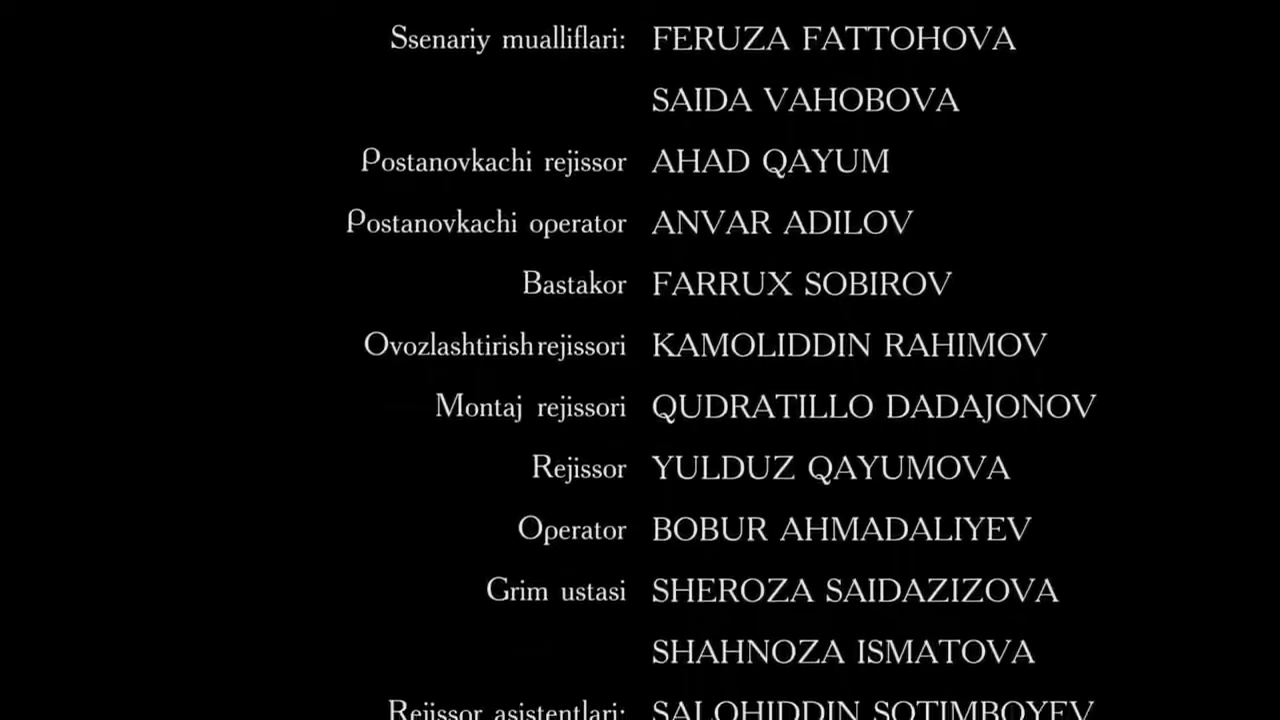 Ssenariy mualliflari: FERUZA FATTOHOVA
SAIDA VAHOBOVA
Postanovkachi rejissor AHAD QAYUM
Postanovkachi operator ANVAR ADILOV
Bastakor FARRUX SOBIROV
Ovozlashtirish rejissori KAMOLIDDIN RAHIMOV
Montaj rejissori QUDRATILLO DADAJONOV
Rejissor YULDUZ QAYUMOVA
Operator BOBUR AHMADALIYEV
Grim ustasi SHEROZA SAIDAZIZOVA
SHAHNOZA ISMATOVA
Rejissor asistentlari: SALOHIDDIN SOTIMBOYEV